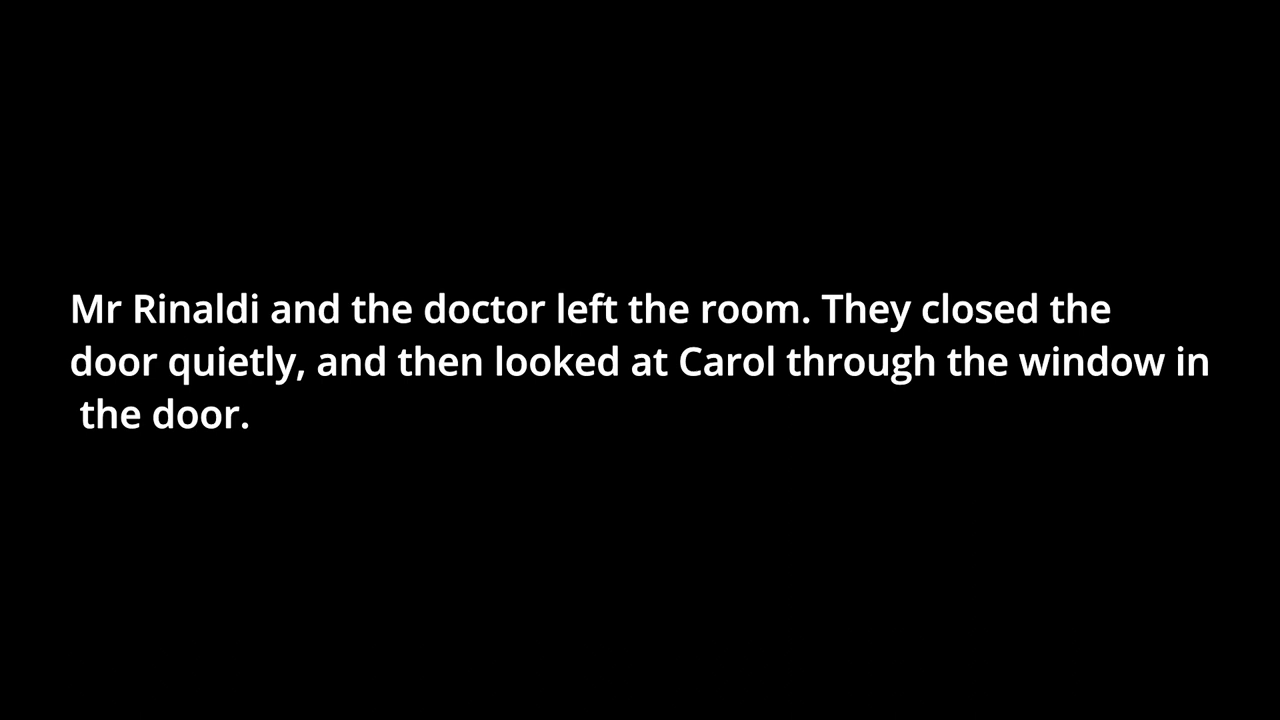 Mr Rinaldi and the doctor left the room. They closed the
door quietly, and then looked at Carol through the window in
the door.